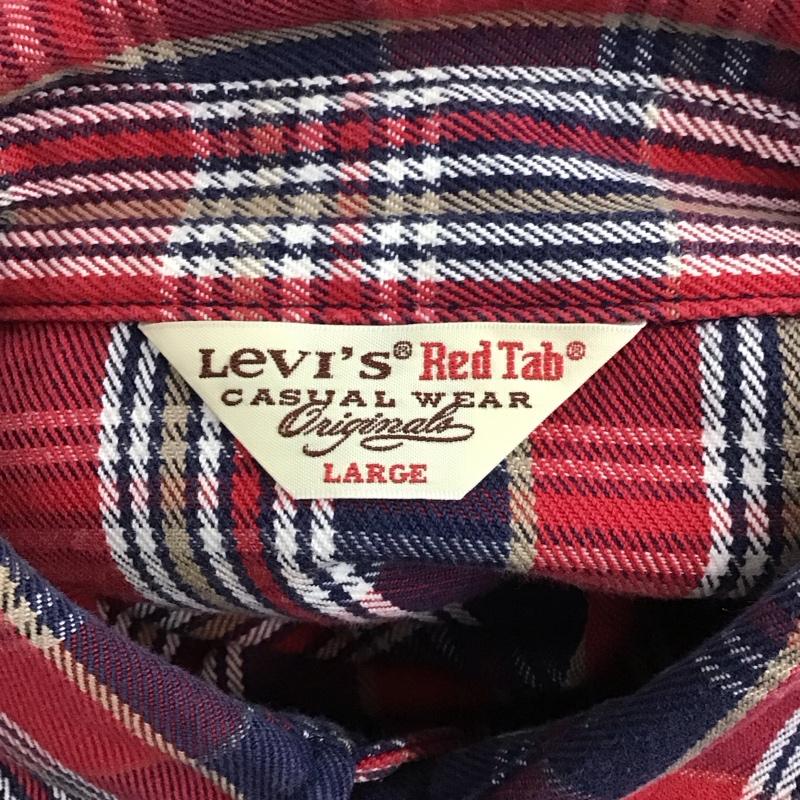 Levi's® Red Tab®
CASUAL WEAR
Originals
LARGE